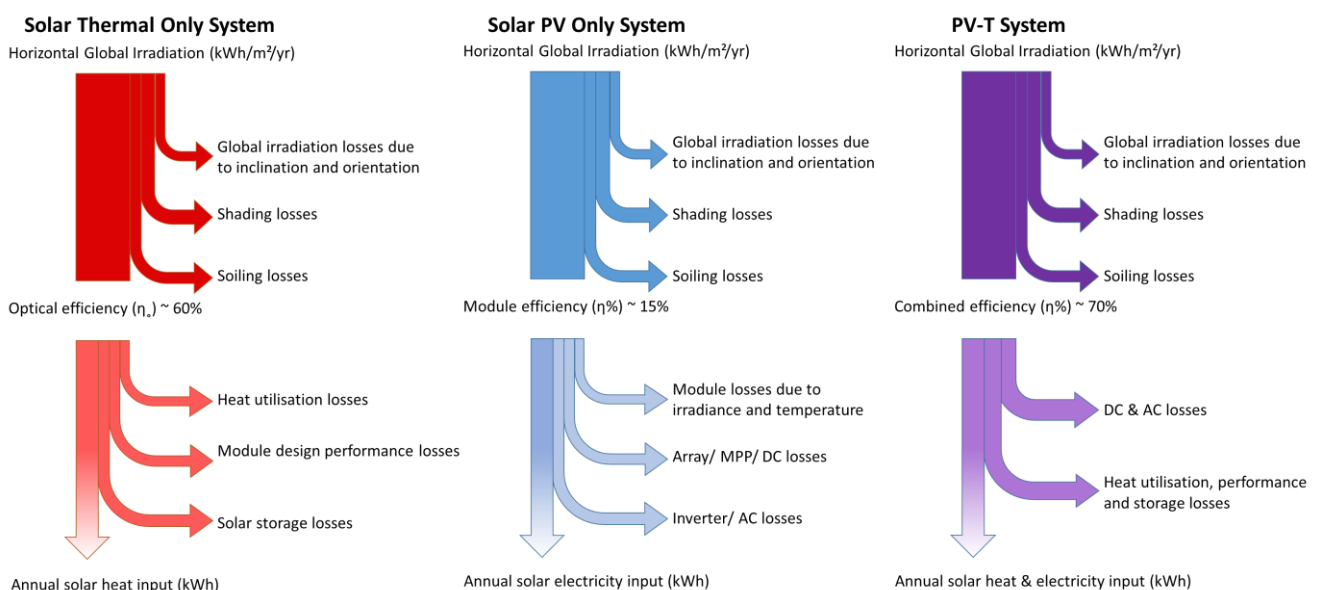 Solar Thermal Only System
Horizontal Global Irradiation (kWh/m²/yr)
Global irradiation losses due
to inclination and orientation
Shading losses
Soiling losses
Optical efficiency (η˳) ~ 60%
Heat utilisation losses
Module design performance losses
Solar storage losses
Annual solar heat input (kWh)
Solar PV Only System
Horizontal Global Irradiation (kWh/m²/yr)
Global irradiation losses due
to inclination and orientation
Shading losses
Soiling losses
Module efficiency (η%) ~ 15%
Module losses due to
irradiance and temperature
Array/ MPP/ DC losses
Inverter/ AC losses
Annual solar electricity input (kWh)
PV-T System
Horizontal Global Irradiation (kWh/m²/yr)
Global irradiation losses due
to inclination and orientation
Shading losses
Soiling losses
Combined efficiency (η%) ~ 70%
DC & AC losses
Heat utilisation, performance
and storage losses
Annual solar heat & electricity input (kWh)